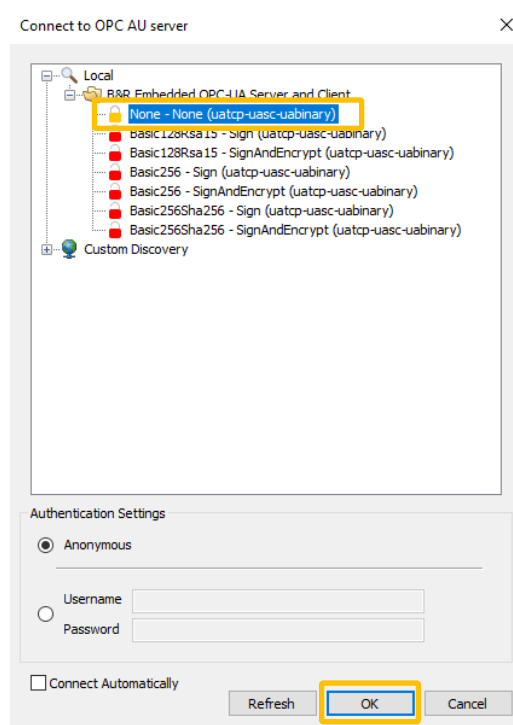 Connect to OPC AU server
Local
B&R Embedded OPC-UA Server and Client
None - None (uatcp-uasc-uabinary)
Basic128Rsa15 - Sign (uatcp-uasc-uabinary)
Basic128Rsa15 - SignAndEncrypt (uatcp-uasc-uabinary)
Basic256 - Sign (uatcp-uasc-uabinary)
Basic256 - SignAndEncrypt (uatcp-uasc-uabinary)
Basic256Sha256 - Sign (uatcp-uasc-uabinary)
Basic256Sha256 - SignAndEncrypt (uatcp-uasc-uabinary)
Custom Discovery
Authentication Settings
Anonymous
Username
Password
Connect Automatically
Refresh OK Cancel